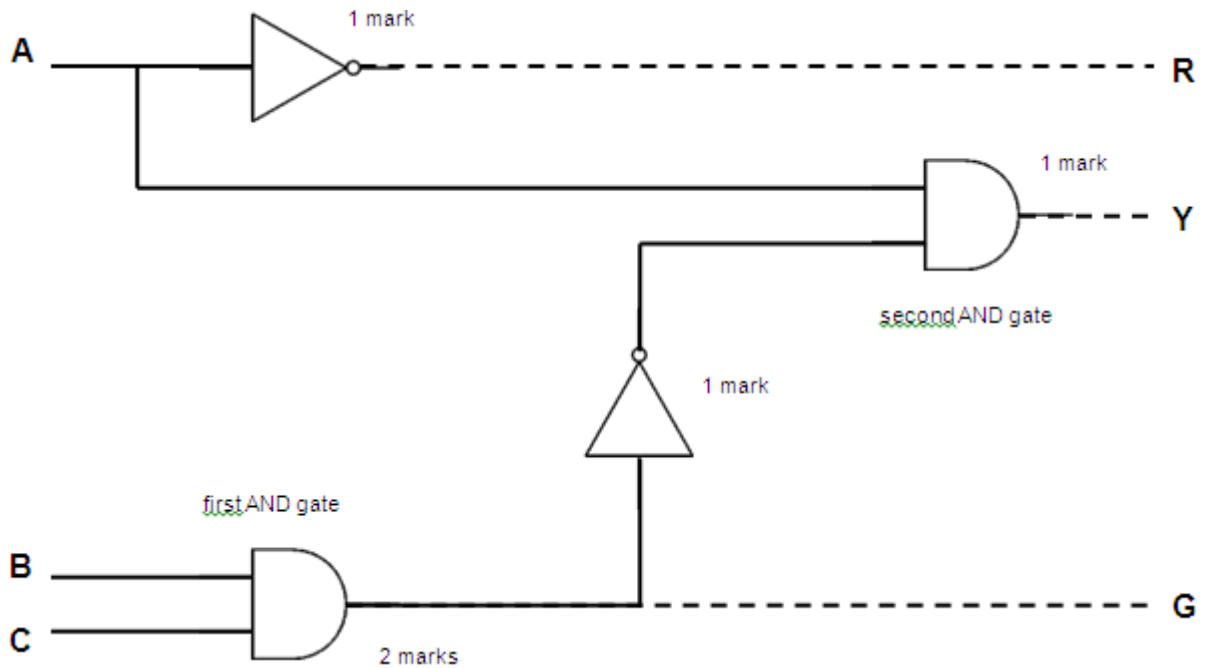 1 mark
A
R
1 mark
Y
second AND gate
1 mark
first AND gate
B
G
C
2 marks